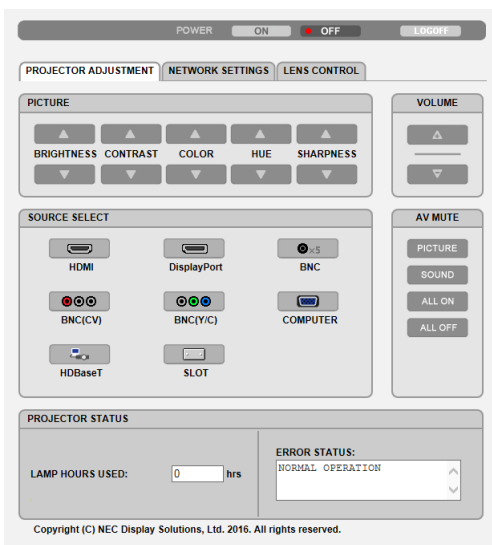 POWER ON OFF LOGOFF
PROJECTOR ADJUSTMENT NETWORK SETTINGS LENS CONTROL
PICTURE
BRIGHTNESS CONTRAST COLOR HUE SHARPNESS
VOLUME
SOURCE SELECT
HDMI DisplayPort BNC
×5
BNC(CV) BNC(Y/C) COMPUTER
HDBaseT SLOT
AV MUTE
PICTURE
SOUND
ALL ON
ALL OFF
PROJECTOR STATUS
LAMP HOURS USED: 0 hrs
ERROR STATUS:
NORMAL OPERATION
Copyright (C) NEC Display Solutions, Ltd. 2016. All rights reserved.